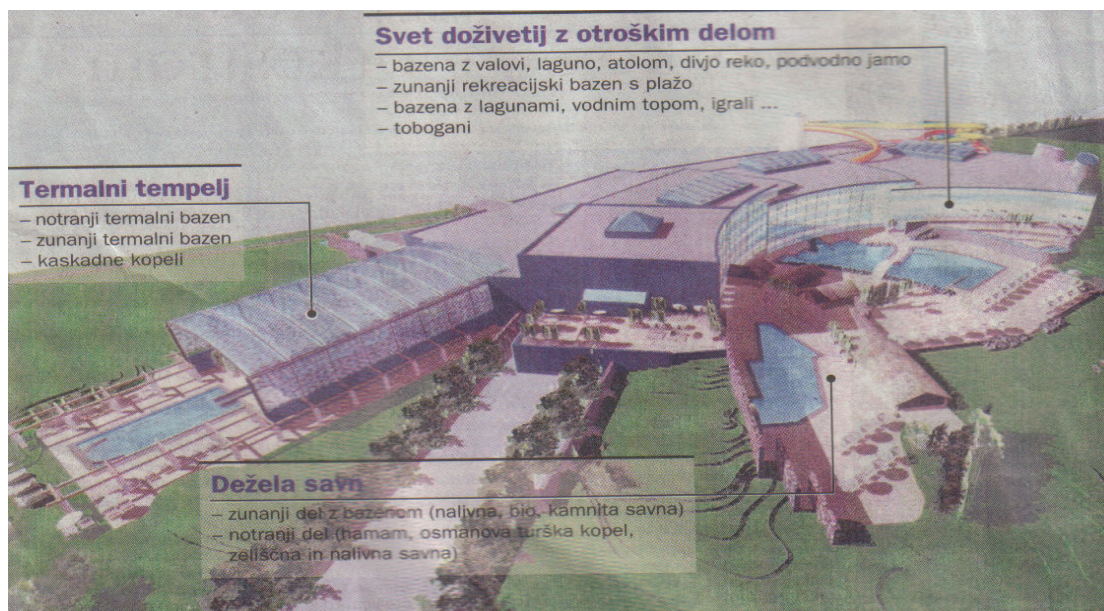 Svet doživetij z otroškim delom
– bazena z valovi, laguno, atolom, divjo reko, podvodno jamo
– zunanji rekreacijski bazen s plažo
– bazena z lagunami, vodnim topom, igrali ...
– tobogani
Termalni tempelj
– notranji termalni bazen
– zunanji termalni bazen
– kaskadne kopeli
Dežela savn
– zunanji del z bazenom (nalivna, bio, kamnita savna)
– notranji del (hamam, osmanova turška kopel,
zeliščna in nalivna savna)